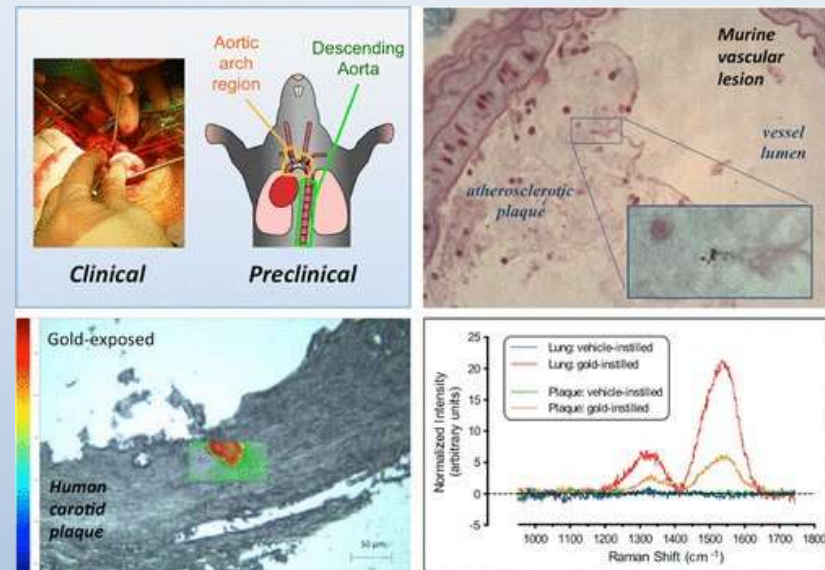 Aortic
arch
region
Descending
Aorta
Clinical
Preclinical
Murine
vascular
lesion
vessel
lumen
atherosclerotic
plaque
Gold-exposed
Human
carotid
plaque
50 µm
Normalized Intensity
(arbitrary units)
25
20
15
10
5
0
-5
Lung: vehicle-instilled
Lung: gold-instilled
Plaque: vehicle-instilled
Plaque: gold-instilled
1000 1100 1200 1300 1400 1500 1600 1700 1800
Raman Shift (cm⁻¹)